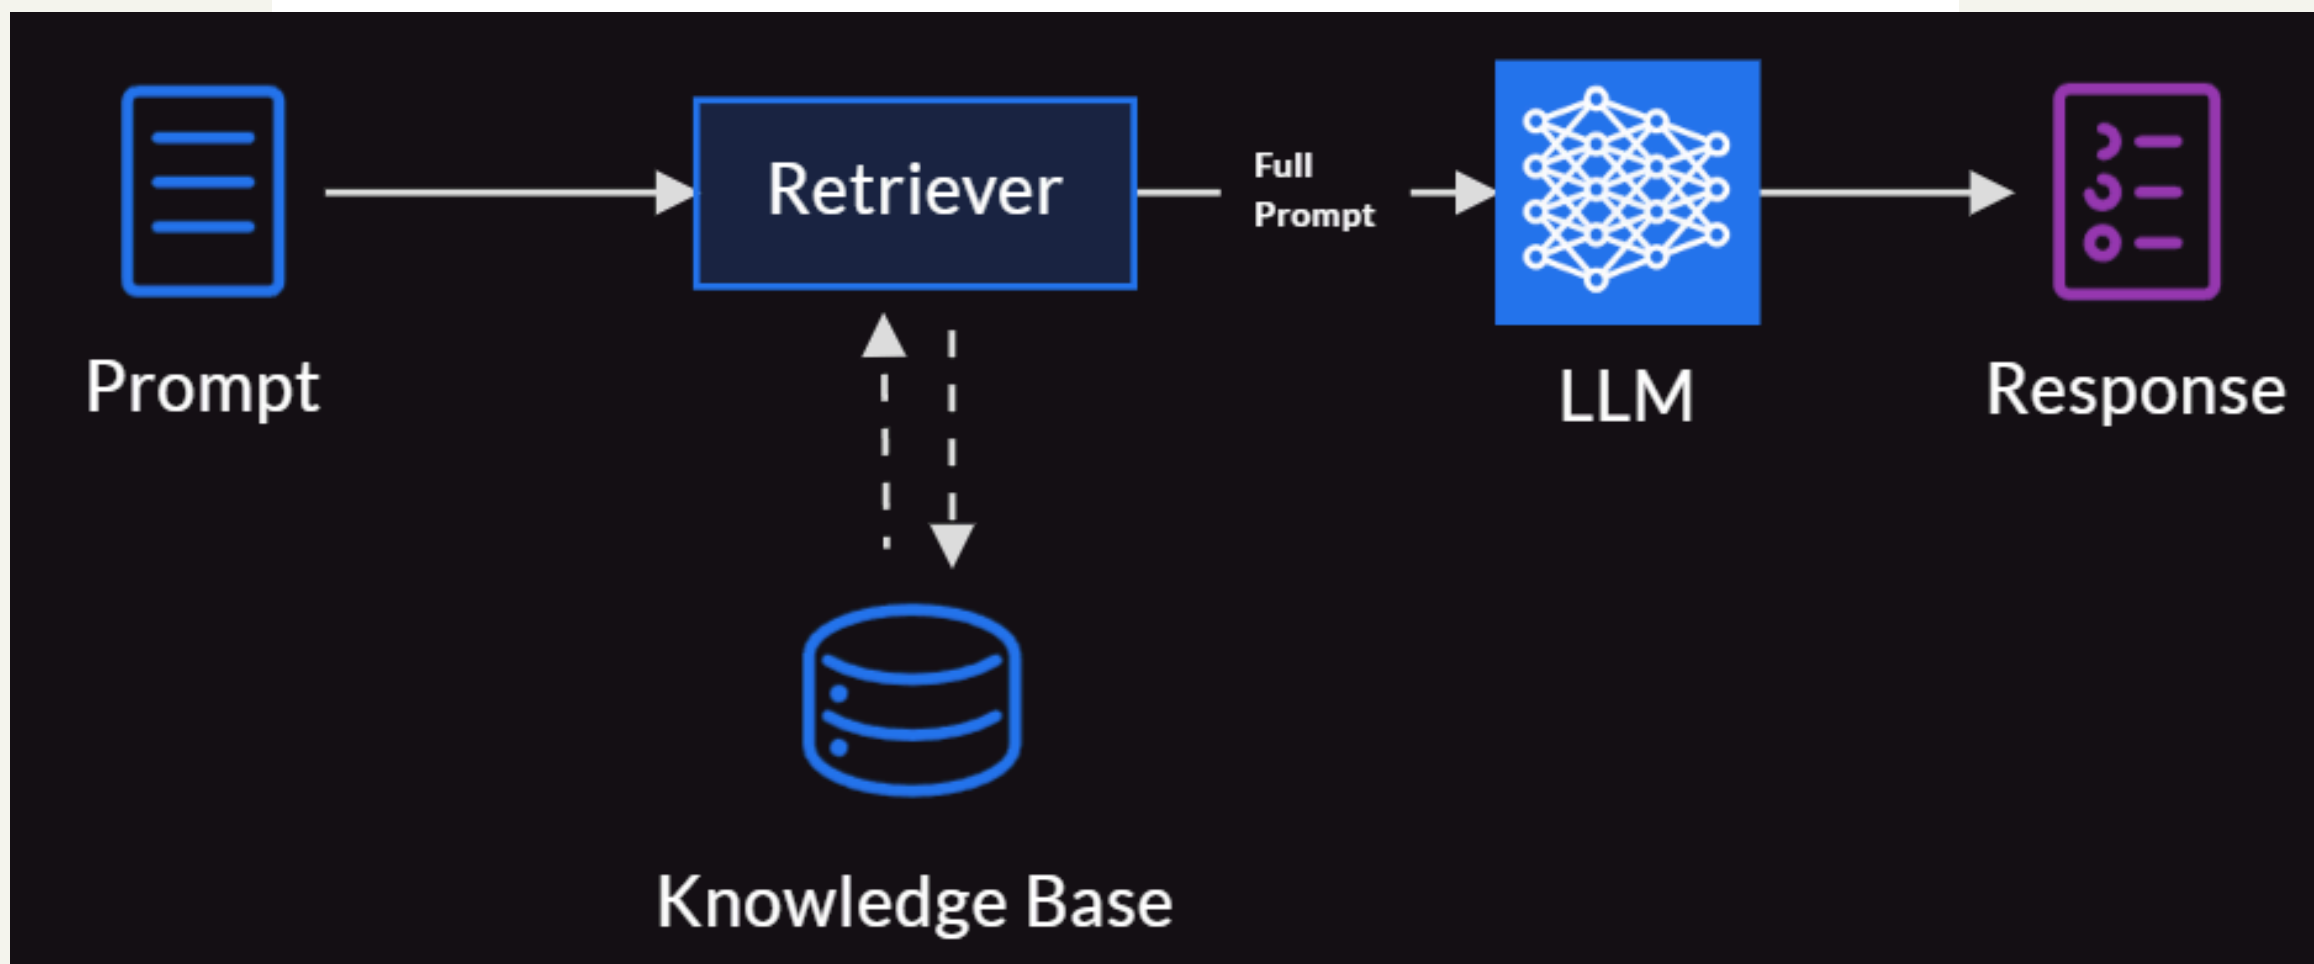 Retriever
Full
Prompt
Prompt
LLM
Response
Knowledge Base